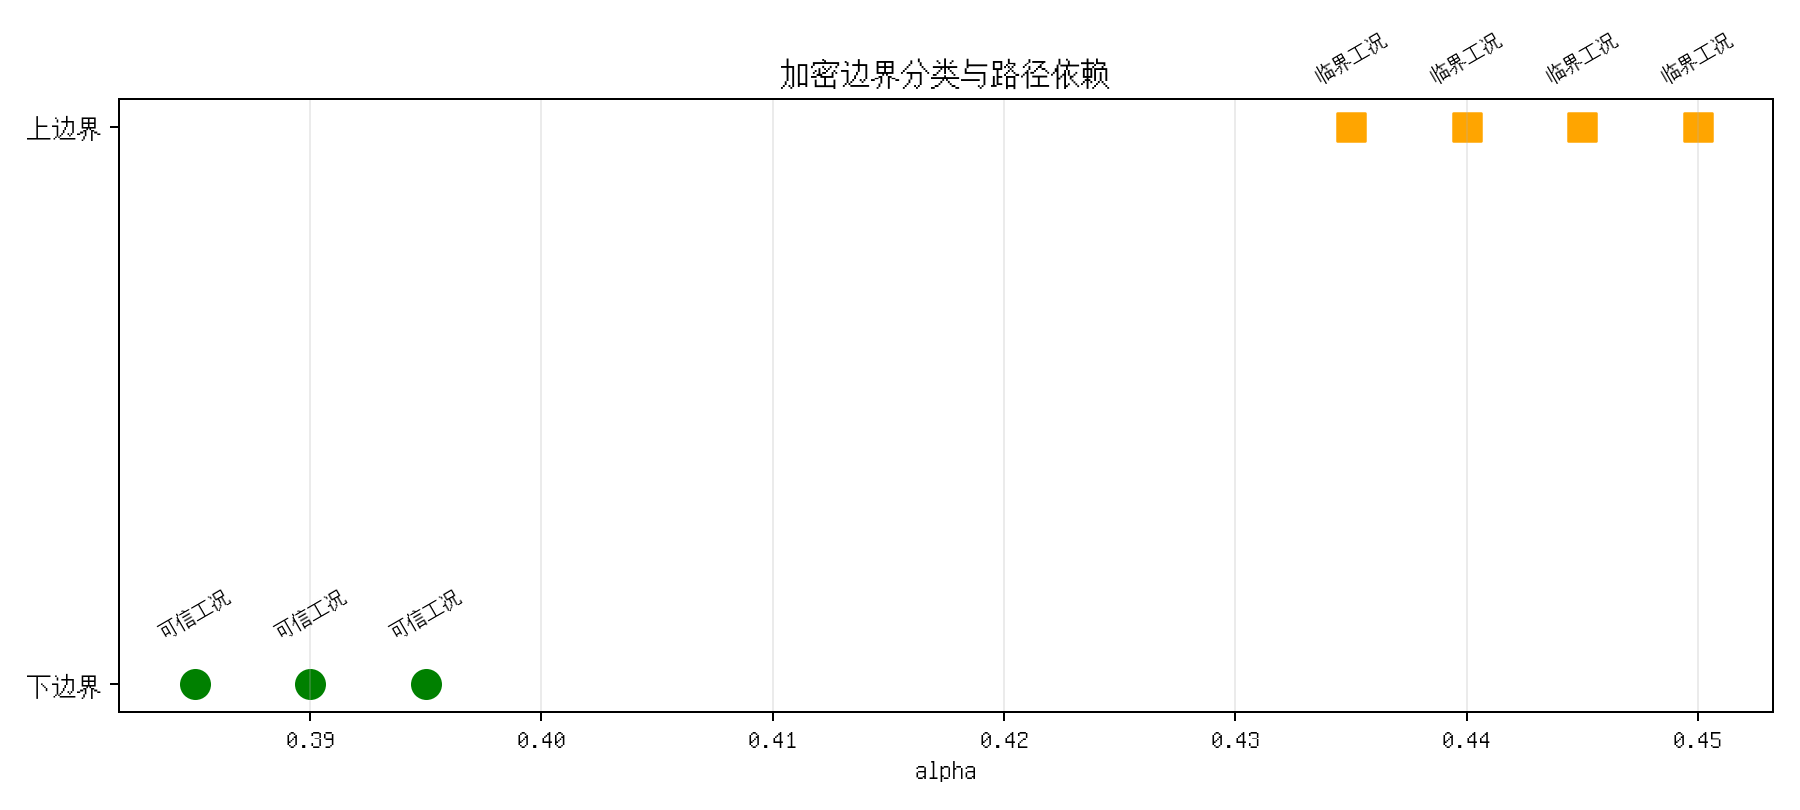 临界工况 临界工况 临界工况 临界工况
加密边界分类与路径依赖
上边界
可信工况 可信工况 可信工况
下边界
0.39 0.40 0.41 0.42 0.43 0.44 0.45
alpha